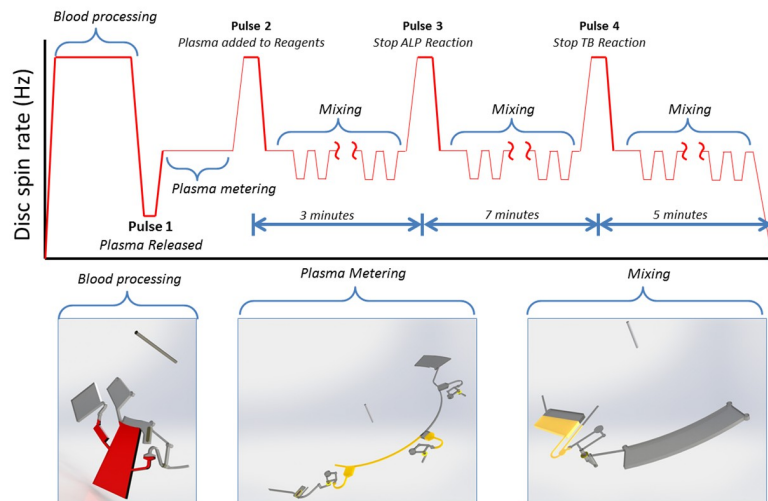 Blood processing
Pulse 2
Plasma added to Reagents
Pulse 3
Stop ALP Reaction
Pulse 4
Stop TB Reaction
Disc spin rate (Hz)
Mixing
Mixing
Mixing
Plasma metering
Pulse 1
Plasma Released
3 minutes
7 minutes
5 minutes
Blood processing
Plasma Metering
Mixing